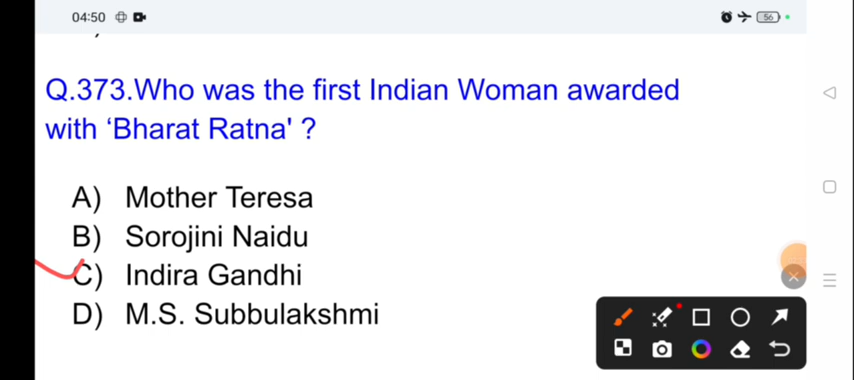 04:50
56
Q.373.Who was the first Indian Woman awarded
with ‘Bharat Ratna' ?
A) Mother Teresa
B) Sorojini Naidu
C) Indira Gandhi
D) M.S. Subbulakshmi